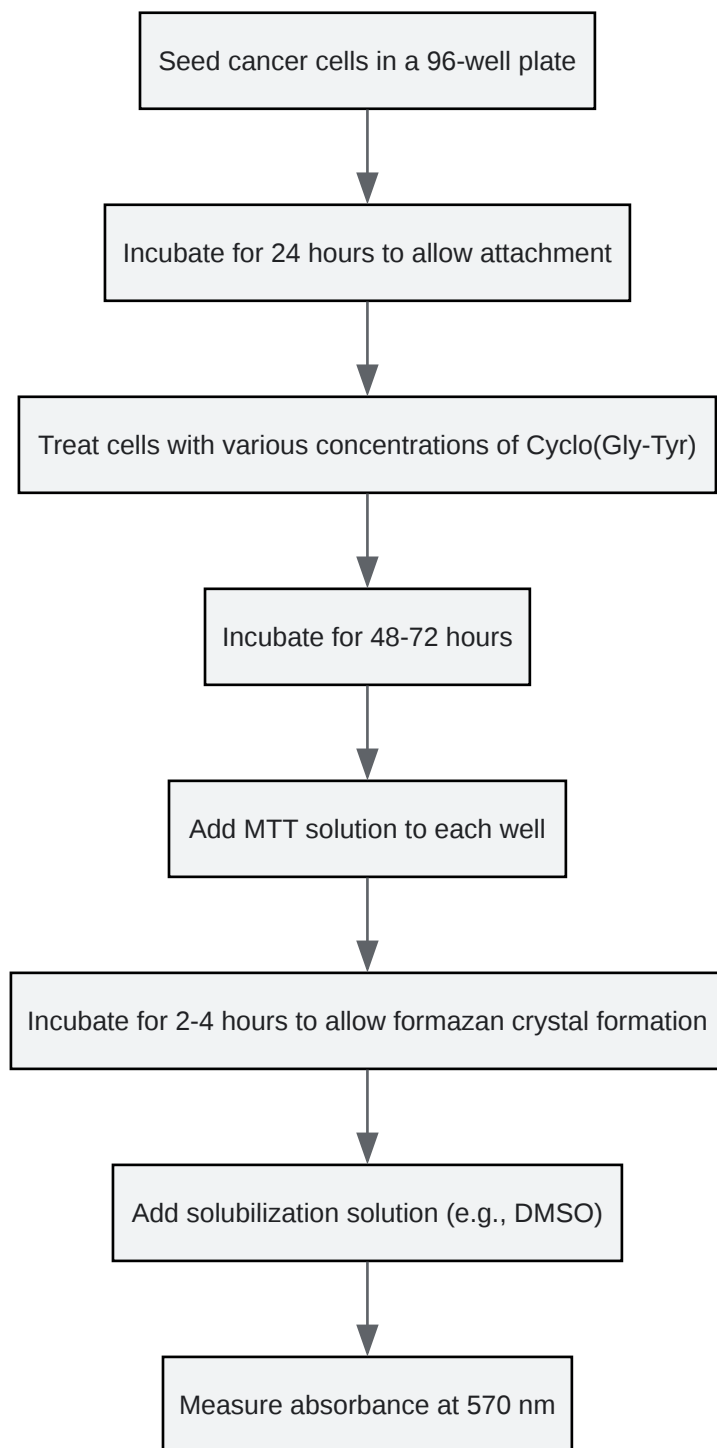 Seed cancer cells in a 96-well plate
Incubate for 24 hours to allow attachment
Treat cells with various concentrations of Cyclo(Gly-Tyr)
Incubate for 48-72 hours
Add MTT solution to each well
Incubate for 2-4 hours to allow formazan crystal formation
Add solubilization solution (e.g., DMSO)
Measure absorbance at 570 nm